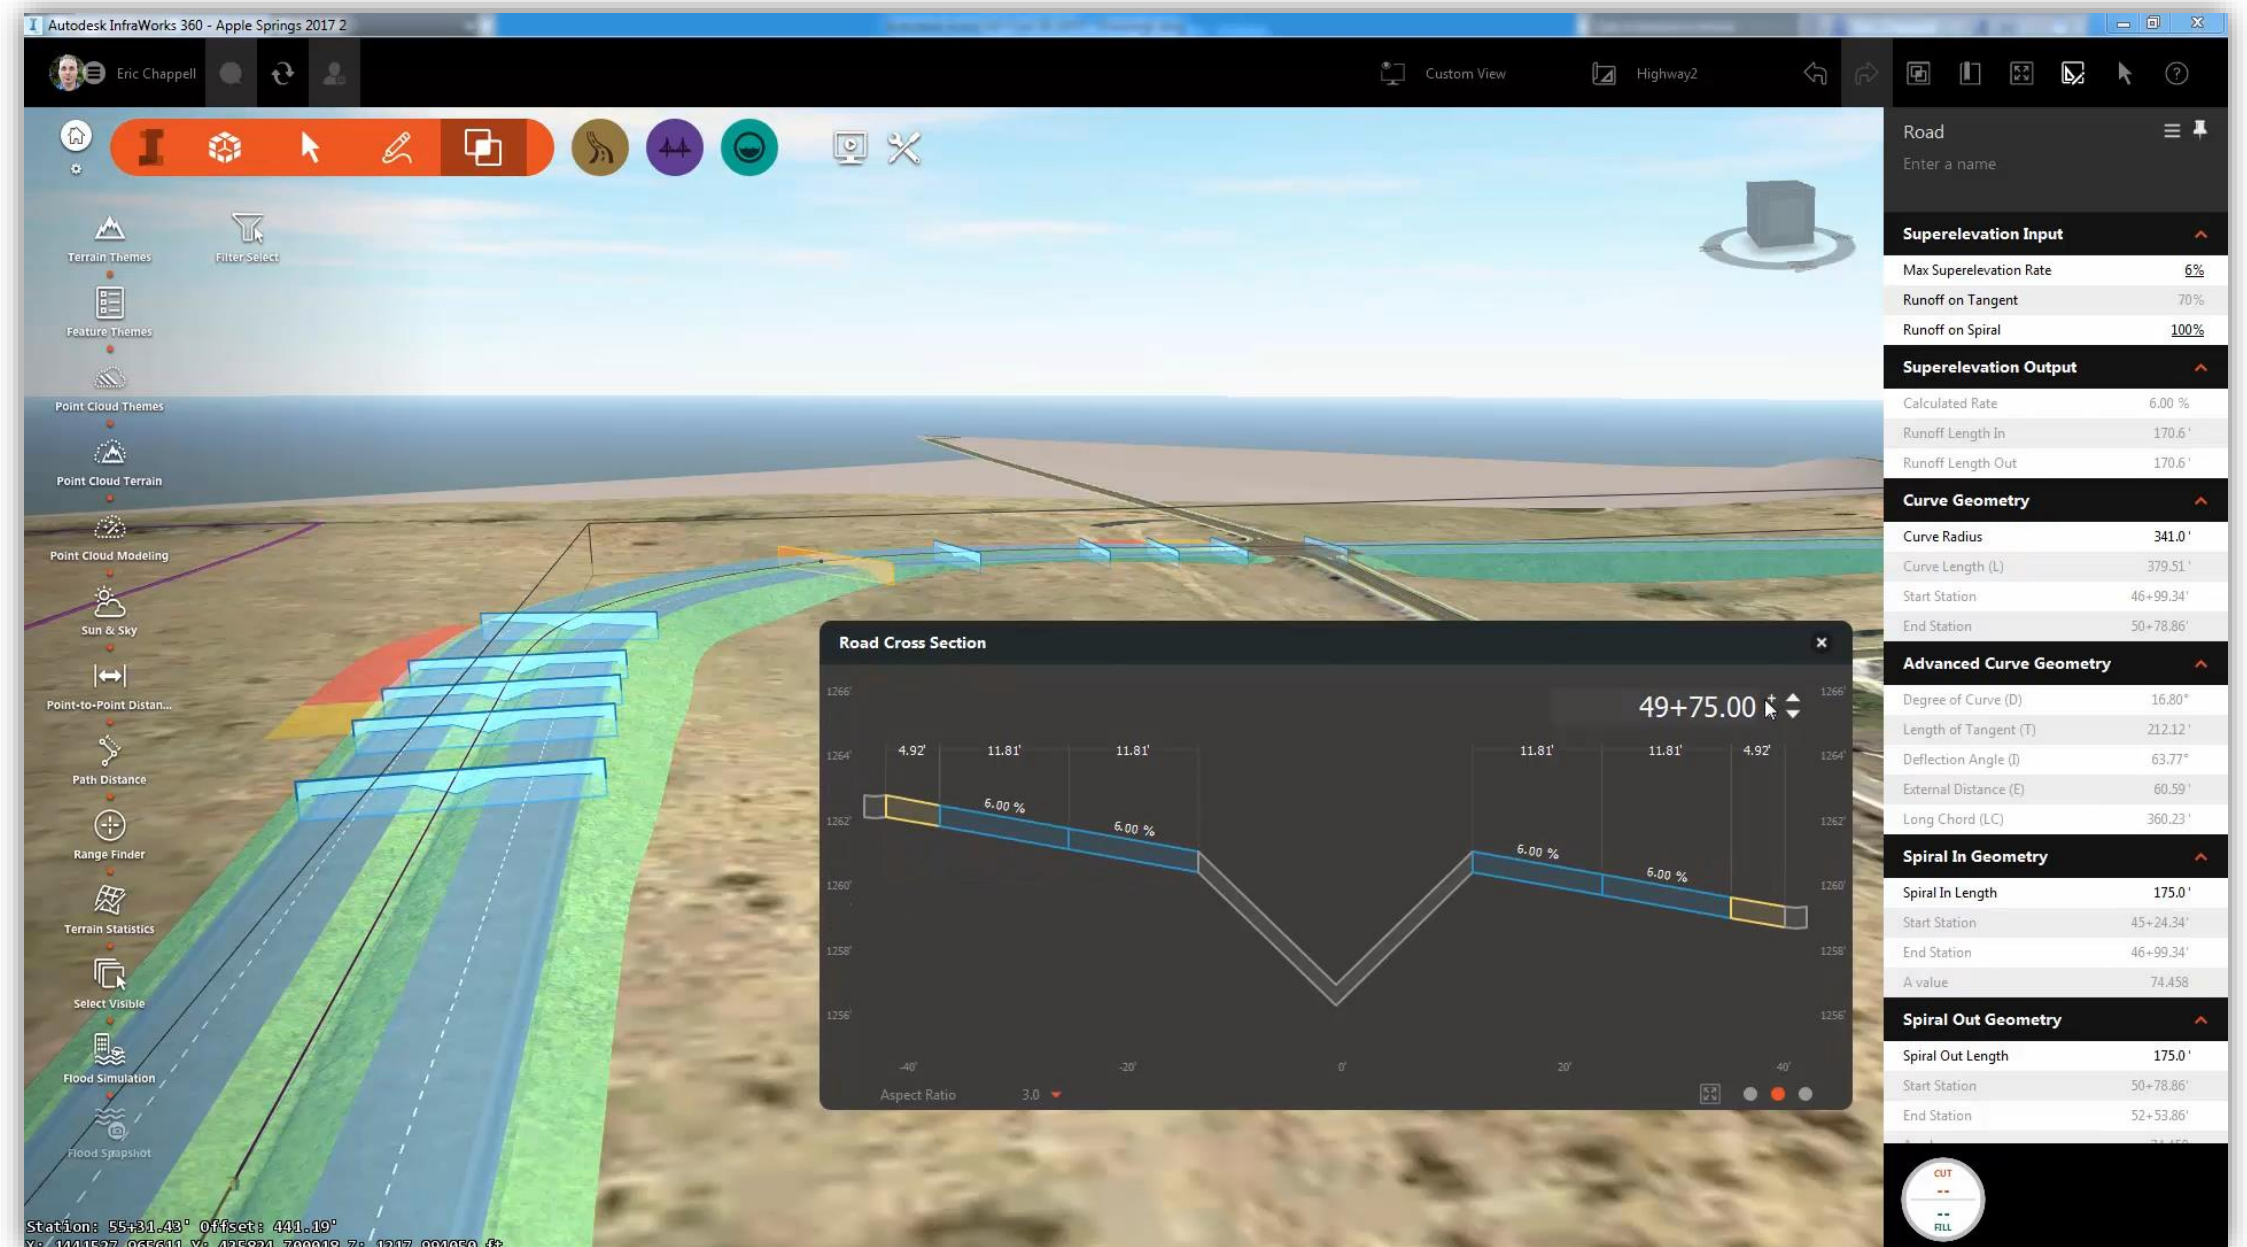 Autodesk InfraWorks 360 - Apple Springs 2017 2
Eric Chappell
Custom View
Highway2
Terrain Themes
Filter Select
Feature Themes
Point Cloud Themes
Point Cloud Terrain
Point Cloud Modeling
Sun & Sky
Point-to-Point Distan...
Path Distance
Range Finder
Terrain Statistics
Select Visible
Flood Simulation
Flood Snapshot
Station: 55+31.43' Offset: 441.19'
Road Cross Section
49+75.00
1266' 1266'
1264' 4.92' 11.81' 11.81' 11.81' 11.81' 4.92' 1264'
6.00 % 6.00 % 6.00 % 6.00 %
1262' 1262'
1260' 1260'
1258' 1258'
1256' 1256'
-40' -20' 0' 20' 40'
Aspect Ratio 3.0
Road
Enter a name
Superelevation Input
Max Superelevation Rate 6%
Runoff on Tangent 70%
Runoff on Spiral 100%
Superelevation Output
Calculated Rate 6.00 %
Runoff Length In 170.6 '
Runoff Length Out 170.6 '
Curve Geometry
Curve Radius 341.0 '
Curve Length (L) 379.51 '
Start Station 46+99.34'
End Station 50+78.86'
Advanced Curve Geometry
Degree of Curve (D) 16.80°
Length of Tangent (T) 212.12 '
Deflection Angle (I) 63.77°
External Distance (E) 60.59 '
Long Chord (LC) 360.23 '
Spiral In Geometry
Spiral In Length 175.0 '
Start Station 45+24.34'
End Station 46+99.34'
A value 74.458
Spiral Out Geometry
Spiral Out Length 175.0 '
Start Station 50+78.86'
End Station 52+53.86'
CUT
--
--
FILL